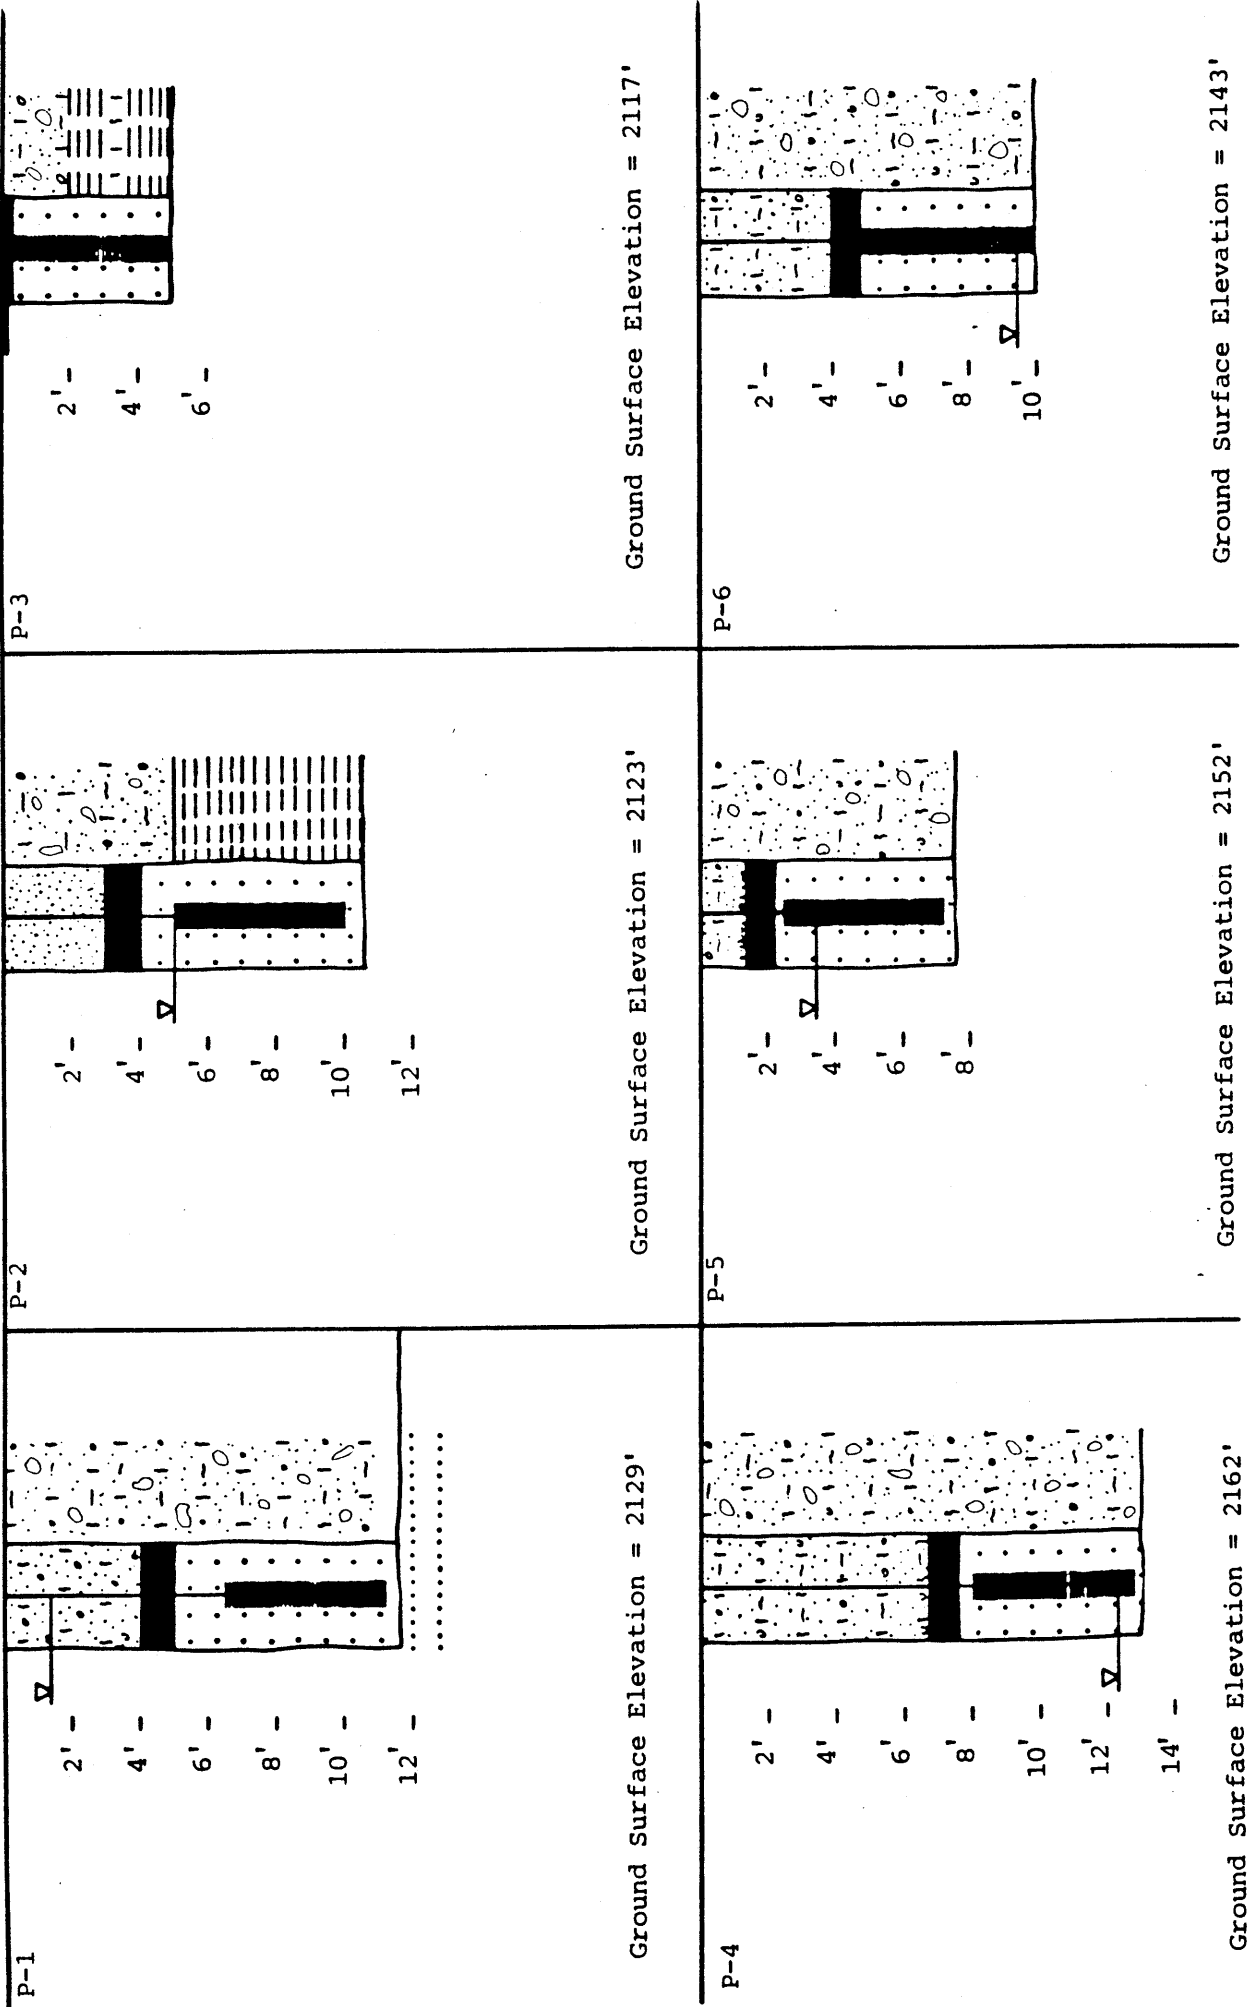 P-1
2'-
4'-
6'-
8'-
10'-
12'-
Ground Surface Elevation = 2129'
P-2
2'-
4'-
6'-
8'-
10'-
12'-
Ground Surface Elevation = 2123'
P-3
2'-
4'-
6'-
Ground Surface Elevation = 2117'
P-4
2'-
4'-
6'-
8'-
10'-
12'-
14'-
Ground Surface Elevation = 2162'
P-5
2'-
4'-
6'-
8'-
Ground Surface Elevation = 2152'
P-6
2'-
4'-
6'-
8'-
10'-
Ground Surface Elevation = 2143'